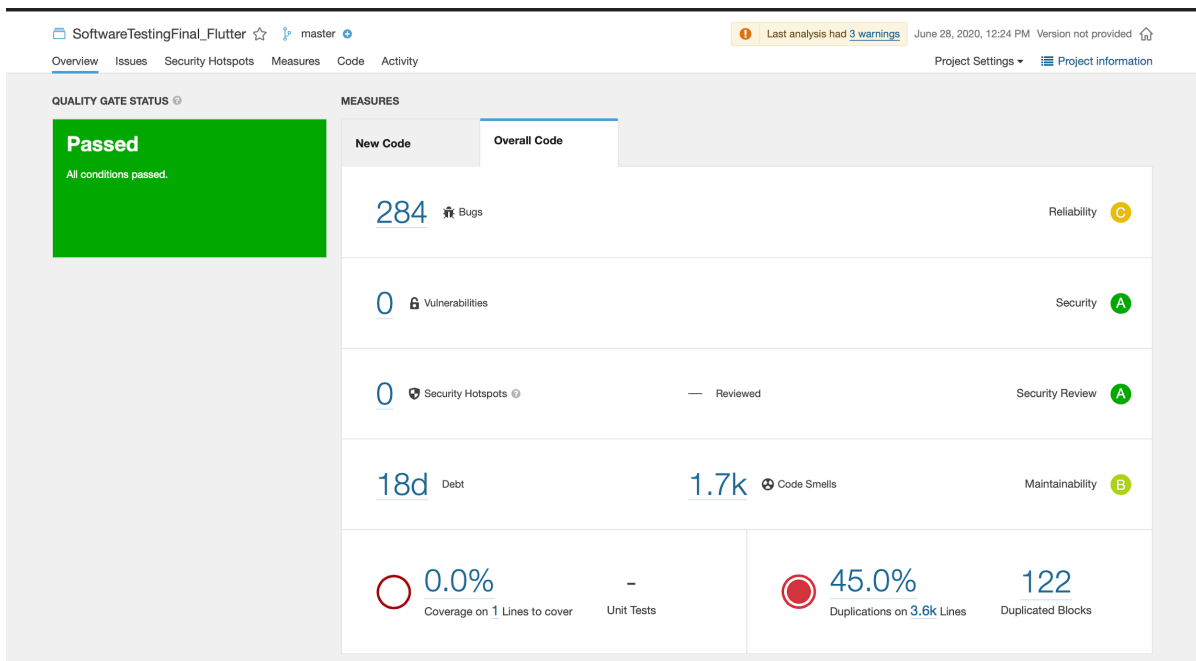 SoftwareTestingFinal_Flutter master
Last analysis had 3 warnings June 28, 2020, 12:24 PM Version not provided
Overview Issues Security Hotspots Measures Code Activity
Project Settings Project information
QUALITY GATE STATUS
Passed
All conditions passed.
MEASURES
New Code Overall Code
284 Bugs Reliability C
0 Vulnerabilities Security A
0 Security Hotspots — Reviewed Security Review A
18d Debt 1.7k Code Smells Maintainability B
0.0% -
Coverage on 1 Lines to cover Unit Tests
45.0% 122
Duplications on 3.6k Lines Duplicated Blocks